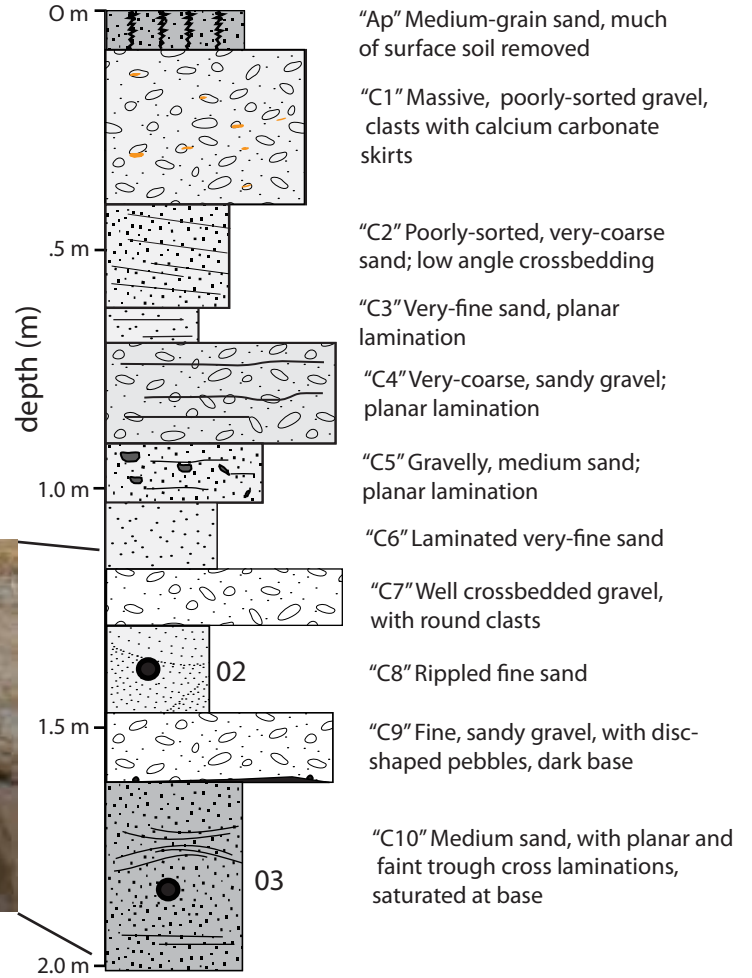 0 m
"Ap" Medium-grain sand, much
of surface soil removed
"C1" Massive, poorly-sorted gravel,
clasts with calcium carbonate
skirts
.5 m
"C2" Poorly-sorted, very-coarse
sand; low angle crossbedding
"C3" Very-fine sand, planar
lamination
depth (m)
"C4" Very-coarse, sandy gravel;
planar lamination
"C5" Gravelly, medium sand;
planar lamination
1.0 m
"C6" Laminated very-fine sand
"C7" Well crossbedded gravel,
with round clasts
02
"C8" Rippled fine sand
1.5 m
"C9" Fine, sandy gravel, with disc-
shaped pebbles, dark base
"C10" Medium sand, with planar and
faint trough cross laminations,
saturated at base
03
2.0 m